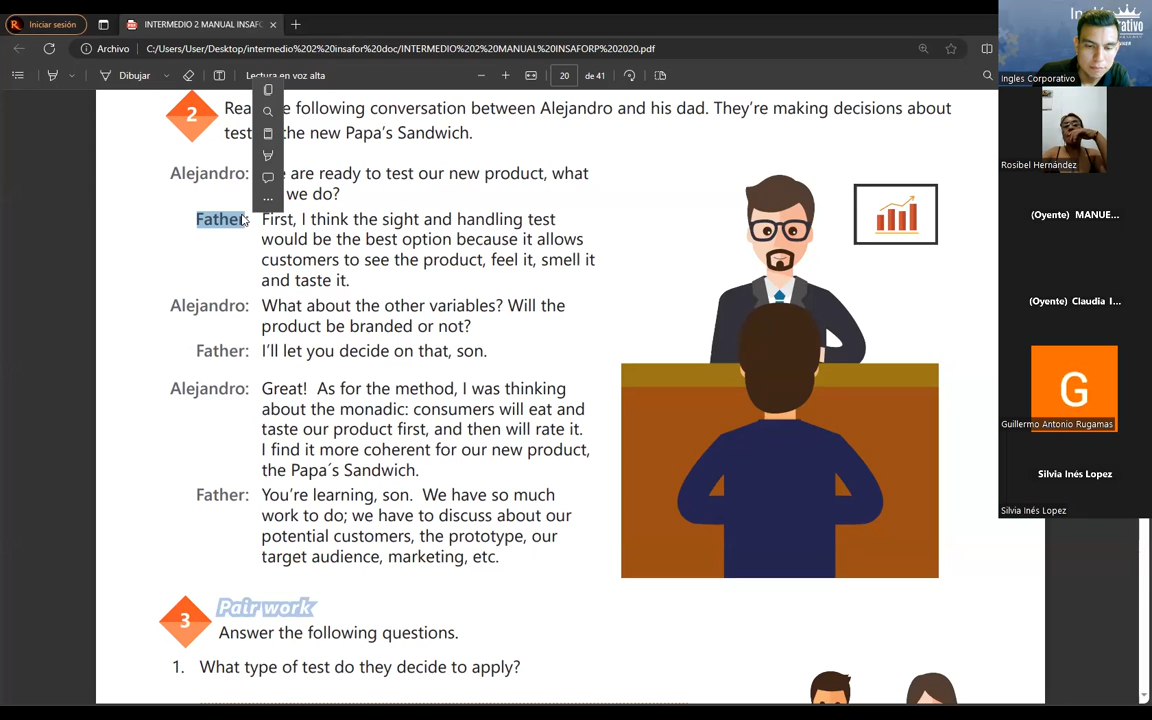 Iniciar sesión
INTERMEDIO 2 MANUAL INSAFO
Archivo
C:/Users/User/Desktop/intermedio%202%20insafor%20doc/INTERMEDIO%202%20MANUAL%20INSAFORP%202020.pdf
Dibujar
Lectura en voz alta
20
de 41
2
Rea e following conversation between Alejandro and his dad. They're making decisions about
test the new Papa's Sandwich.
Alejandro: e are ready to test our new product, what
we do?
Father: First, I think the sight and handling test
would be the best option because it allows
customers to see the product, feel it, smell it
and taste it.
Alejandro: What about the other variables? Will the
product be branded or not?
Father: I'll let you decide on that, son.
Alejandro: Great! As for the method, I was thinking
about the monadic: consumers will eat and
taste our product first, and then will rate it.
I find it more coherent for our new product,
the Papa´s Sandwich.
Father: You're learning, son. We have so much
work to do; we have to discuss about our
potential customers, the prototype, our
target audience, marketing, etc.
3
Pair work
Answer the following questions.
1. What type of test do they decide to apply?
Ingles Corporativo
Rosibel Hernández
(Oyente) MANUE...
(Oyente) Claudia I...
G
Guillermo Antonio Rugamas
Silvia Inés Lopez
Silvia Inés Lopez